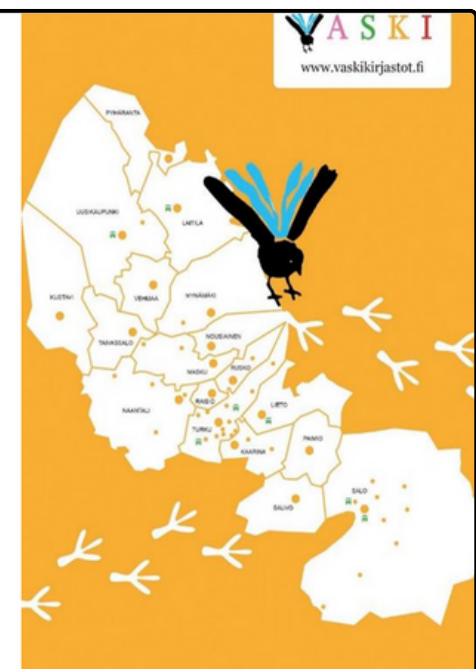 VASKI
www.vaskikirjastot.fi
PYHÄRANTA
UUSIKAUPUNKI
LAITILA
KUSTAVI
VEHMAA
MYNÄMÄKI
TAIVASSALO
NOUSIAINEN
MASKU
RUSKO
NAANTALI
RAISIO
LIETO
TURKU
KAARINA
PAIMIO
SALO